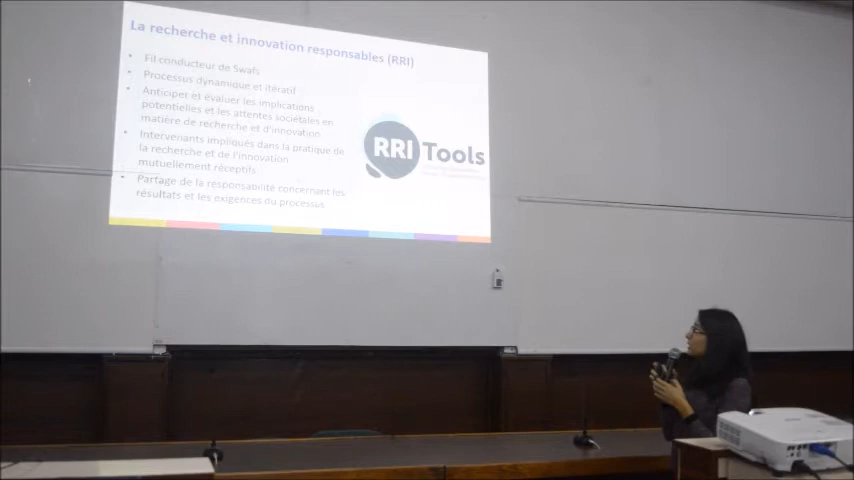 La recherche et innovation responsables (RRI)
• Fil conducteur de Swafs
• Processus dynamique et itératif
• Anticiper et évaluer les implications
potentielles et les attentes sociétales en
matière de recherche et d'innovation
• Intervenants impliqués dans la pratique de
la recherche et de l'innovation
mutuellement réceptifs
• Partage de la responsabilité concernant les
résultats et les exigences du processus
RRI Tools